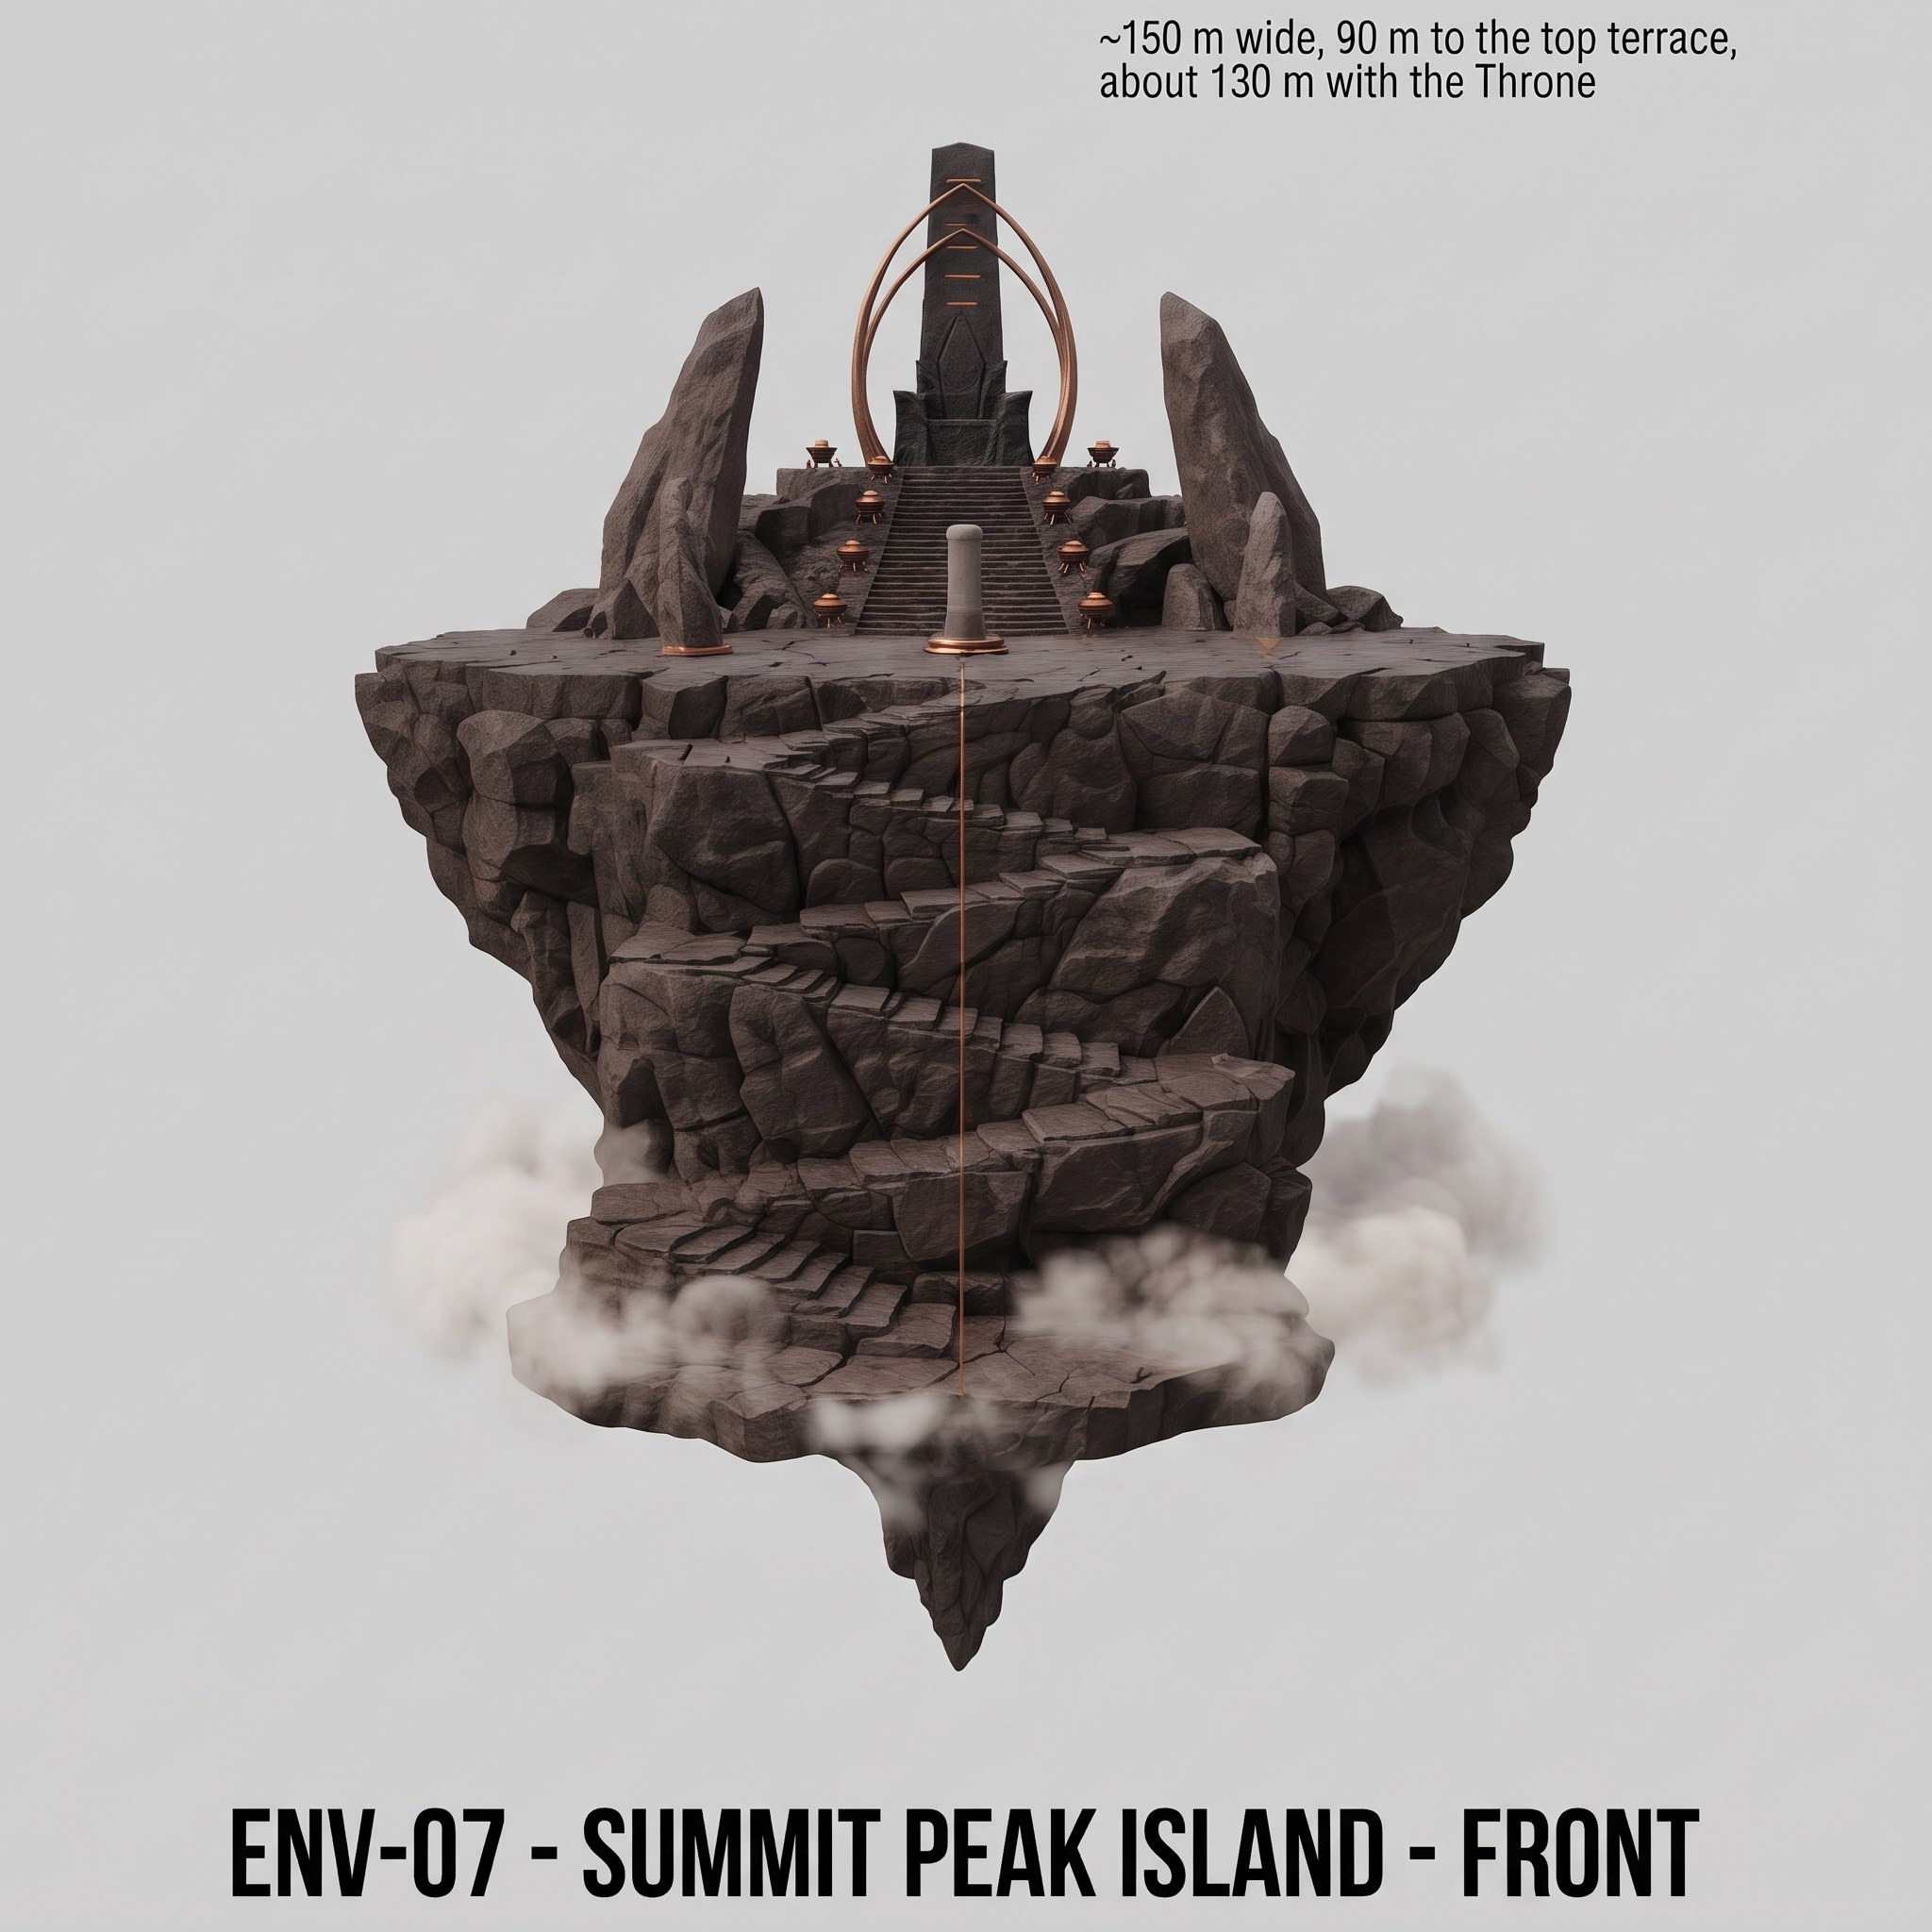 ~150 m wide, 90 m to the top terrace,
about 130 m with the Throne
ENV-07 - SUMMIT PEAK ISLAND - FRONT